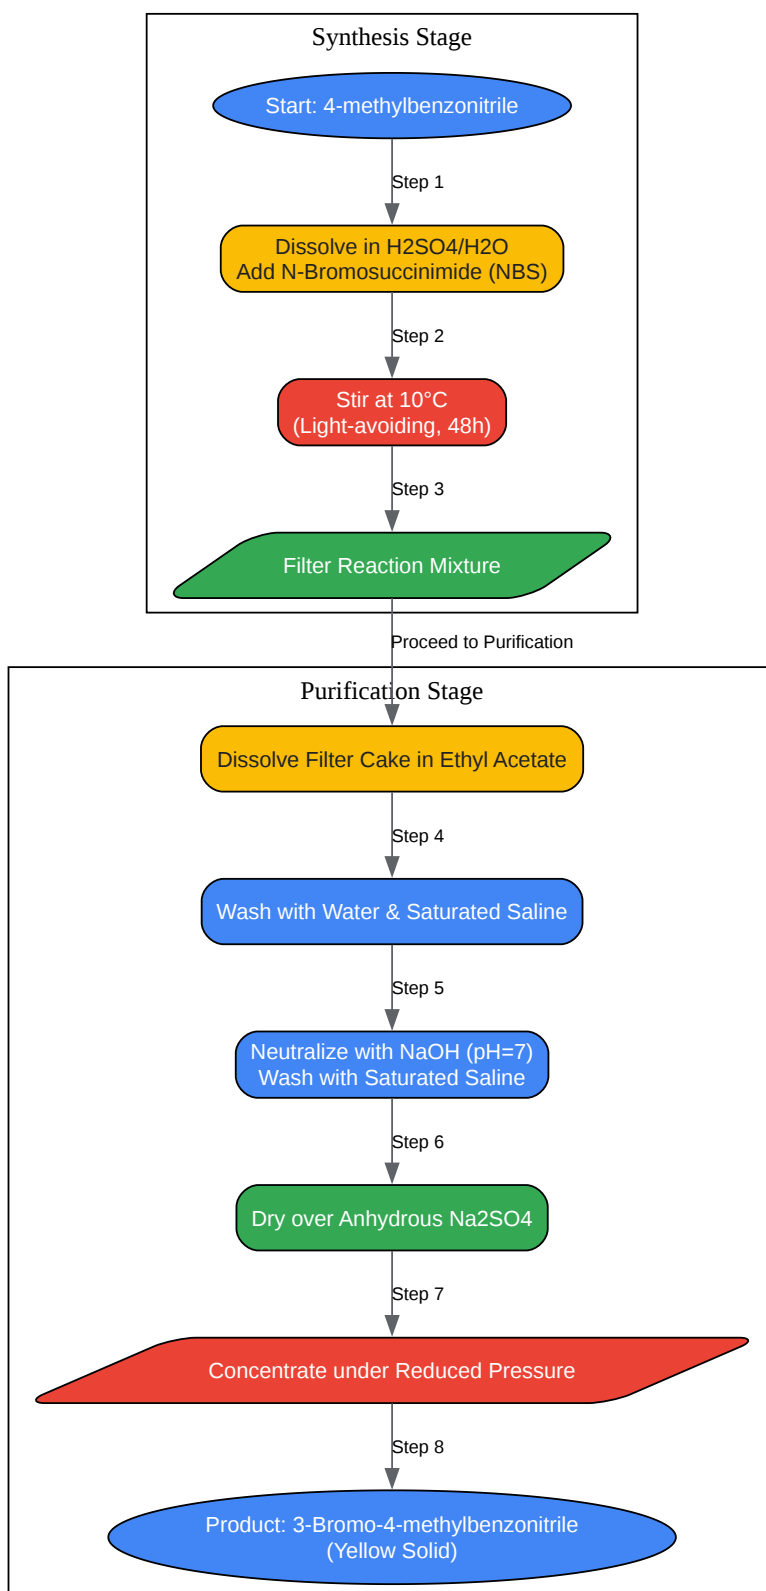 Synthesis Stage
Start: 4-methylbenzonitrile
Step 1
Dissolve in H2SO4/H2O
Add N-Bromosuccinimide (NBS)
Step 2
Stir at 10°C
(Light-avoiding, 48h)
Step 3
Filter Reaction Mixture
Proceed to Purification
Purification Stage
Dissolve Filter Cake in Ethyl Acetate
Step 4
Wash with Water & Saturated Saline
Step 5
Neutralize with NaOH (pH=7)
Wash with Saturated Saline
Step 6
Dry over Anhydrous Na2SO4
Step 7
Concentrate under Reduced Pressure
Step 8
Product: 3-Bromo-4-methylbenzonitrile
(Yellow Solid)